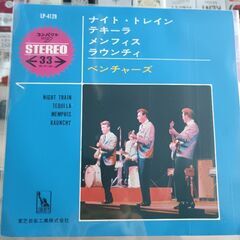 LP-4139
コンパクト
STEREO
33
ナイト・トレイン
テキーラ
メンフィス
ラウンチィ
ベンチャーズ
NIGHT TRAIN
TEQUILA
MEMPHIS
RAUNCHY
LIBERTY
東芝音楽工業株式会社